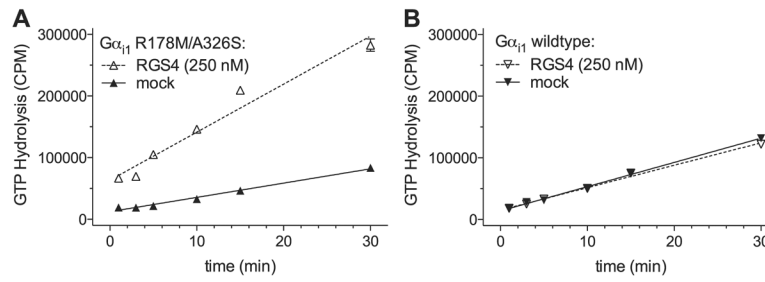 A
Gαi1 R178M/A326S:
RGS4 (250 nM)
mock
GTP Hydrolysis (CPM)
300000
200000
100000
0
0
10
20
30
time (min)
B
Gαi1 wildtype:
RGS4 (250 nM)
mock
GTP Hydrolysis (CPM)
300000
200000
100000
0
0
10
20
30
time (min)